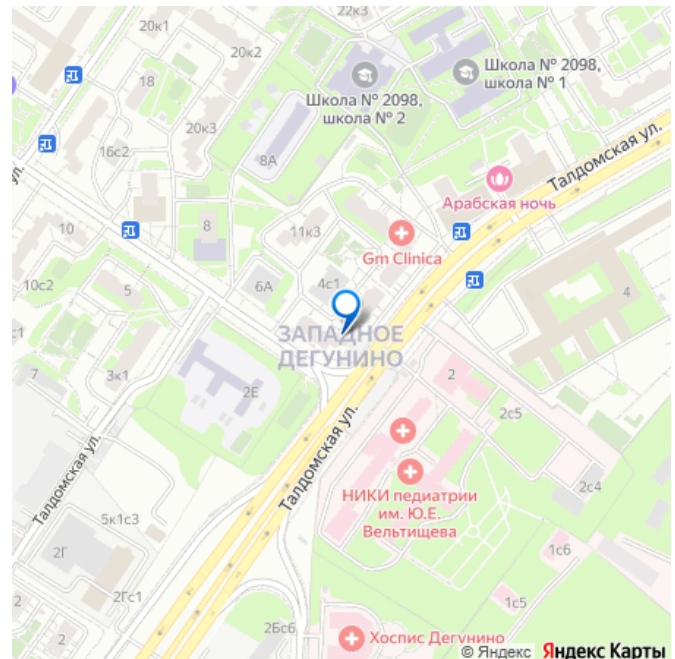 22к3
20к1
20к2
Школа № 2098,
школа № 1
18
Школа № 2098,
школа № 2
20к3
16с2
8А
Талдомская ул.
ул.
Арабская ночь
10
8
11к3
Gm Clinica
10с2
5
6А
4с1
4
ЗАПАДНОЕ
ДЕГУНИНО
с1
7
3к1
2Е
2
2с5
Талдомская ул.
Талдомская ул.
НИКИ педиатрии
им. Ю.Е.
Вельтищева
2с4
5к1с3
2Г
1с6
2Гс1
1с5
2
2
2Бс6
Хоспис Дегунино
© Яндекс Яндекс Карты